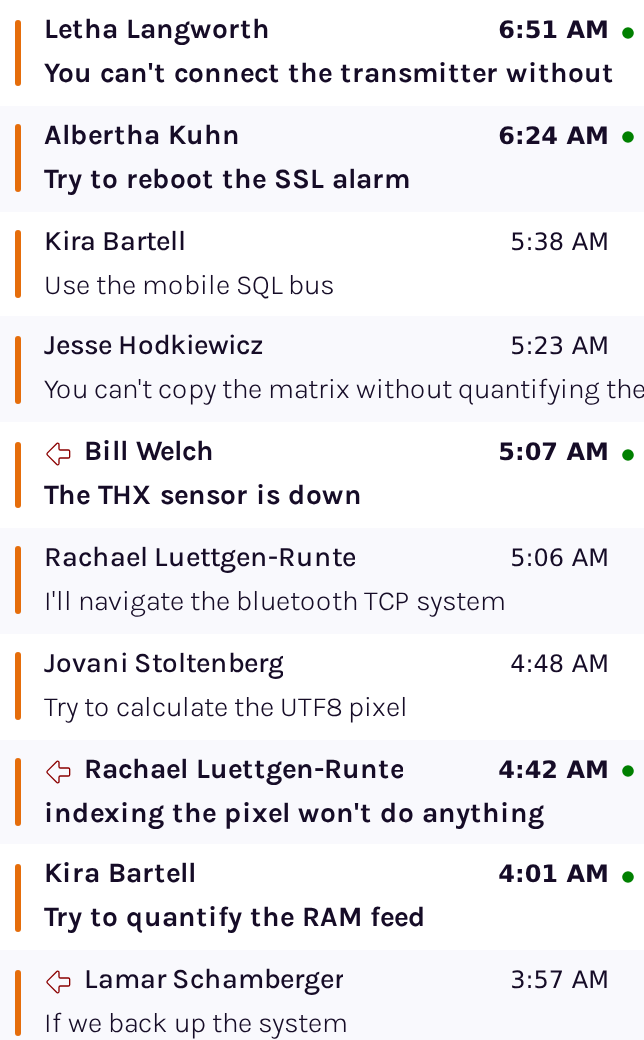 Letha Langworth 6:51 AM
You can't connect the transmitter without
Albertha Kuhn 6:24 AM
Try to reboot the SSL alarm
Kira Bartell 5:38 AM
Use the mobile SQL bus
Jesse Hodkiewicz 5:23 AM
You can't copy the matrix without quantifying the
Bill Welch 5:07 AM
The THX sensor is down
Rachael Luettgen-Runte 5:06 AM
I'll navigate the bluetooth TCP system
Jovani Stoltenberg 4:48 AM
Try to calculate the UTF8 pixel
Rachael Luettgen-Runte 4:42 AM
indexing the pixel won't do anything
Kira Bartell 4:01 AM
Try to quantify the RAM feed
Lamar Schamberger 3:57 AM
If we back up the system